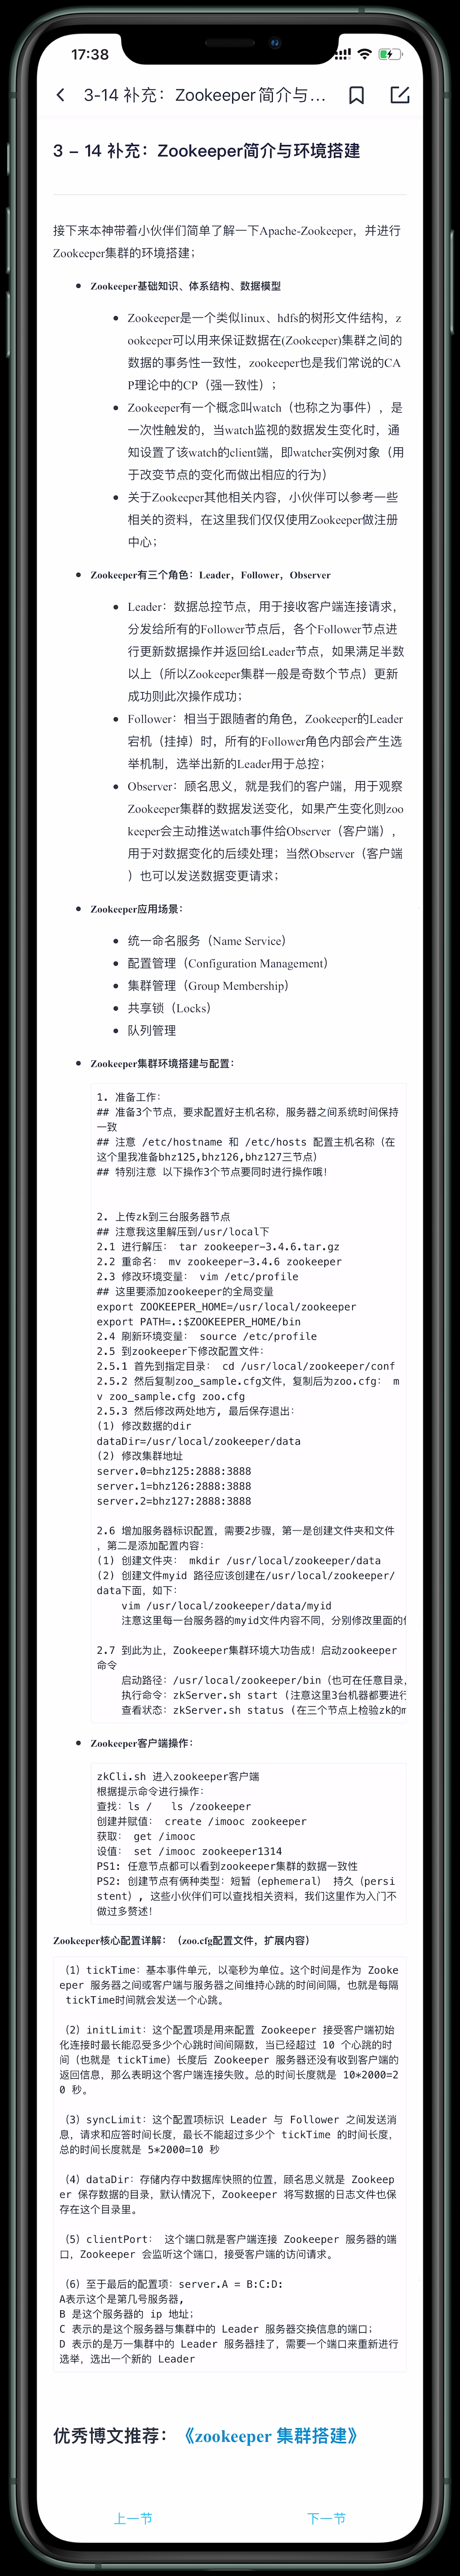 17:38
3-14 补充：Zookeeper简介与...
3 - 14 补充：Zookeeper简介与环境搭建
接下来本神带着小伙伴们简单了解一下Apache-Zookeeper，并进行
Zookeeper集群的环境搭建；
Zookeeper基础知识、体系结构、数据模型
Zookeeper是一个类似linux、hdfs的树形文件结构，z
ookeeper可以用来保证数据在(Zookeeper)集群之间的
数据的事务性一致性，zookeeper也是我们常说的CA
P理论中的CP（强一致性）；
Zookeeper有一个概念叫watch（也称之为事件），是
一次性触发的，当watch监视的数据发生变化时，通
知设置了该watch的client端，即watcher实例对象（用
于改变节点的变化而做出相应的行为）
关于Zookeeper其他相关内容，小伙伴可以参考一些
相关的资料，在这里我们仅仅使用Zookeeper做注册
中心；
Zookeeper有三个角色：Leader，Follower，Observer
Leader：数据总控节点，用于接收客户端连接请求，
分发给所有的Follower节点后，各个Follower节点进
行更新数据操作并返回给Leader节点，如果满足半数
以上（所以Zookeeper集群一般是奇数个节点）更新
成功则此次操作成功；
Follower：相当于跟随者的角色，Zookeeper的Leader
宕机（挂掉）时，所有的Follower角色内部会产生选
举机制，选举出新的Leader用于总控；
Observer：顾名思义，就是我们的客户端，用于观察
Zookeeper集群的数据发送变化，如果产生变化则zoo
keeper会主动推送watch事件给Observer（客户端），
用于对数据变化的后续处理；当然Observer（客户端
）也可以发送数据变更请求；
Zookeeper应用场景：
统一命名服务（Name Service）
配置管理（Configuration Management）
集群管理（Group Membership）
共享锁（Locks）
队列管理
Zookeeper集群环境搭建与配置：
1. 准备工作：
## 准备3个节点，要求配置好主机名称，服务器之间系统时间保持
一致
## 注意 /etc/hostname 和 /etc/hosts 配置主机名称（在
这个里我准备bhz125,bhz126,bhz127三节点）
## 特别注意 以下操作3个节点要同时进行操作哦！
2. 上传zk到三台服务器节点
## 注意我这里解压到/usr/local下
2.1 进行解压： tar zookeeper-3.4.6.tar.gz
2.2 重命名： mv zookeeper-3.4.6 zookeeper
2.3 修改环境变量： vim /etc/profile
## 这里要添加zookeeper的全局变量
export ZOOKEEPER_HOME=/usr/local/zookeeper
export PATH=.:$ZOOKEEPER_HOME/bin
2.4 刷新环境变量： source /etc/profile
2.5 到zookeeper下修改配置文件：
2.5.1 首先到指定目录： cd /usr/local/zookeeper/conf
2.5.2 然后复制zoo_sample.cfg文件，复制后为zoo.cfg： m
v zoo_sample.cfg zoo.cfg
2.5.3 然后修改两处地方, 最后保存退出：
(1) 修改数据的dir
dataDir=/usr/local/zookeeper/data
(2) 修改集群地址
server.0=bhz125:2888:3888
server.1=bhz126:2888:3888
server.2=bhz127:2888:3888
2.6 增加服务器标识配置，需要2步骤，第一是创建文件夹和文件
，第二是添加配置内容：
(1) 创建文件夹： mkdir /usr/local/zookeeper/data
(2) 创建文件myid 路径应该创建在/usr/local/zookeeper/
data下面，如下：
vim /usr/local/zookeeper/data/myid
注意这里每一台服务器的myid文件内容不同，分别修改里面的
2.7 到此为止，Zookeeper集群环境大功告成！启动zookeeper
命令
启动路径：/usr/local/zookeeper/bin（也可在任意目录，
执行命令：zkServer.sh start (注意这里3台机器都要进行
查看状态：zkServer.sh status (在三个节点上检验zk的m
Zookeeper客户端操作：
zkCli.sh 进入zookeeper客户端
根据提示命令进行操作：
查找：ls / ls /zookeeper
创建并赋值： create /imooc zookeeper
获取： get /imooc
设值： set /imooc zookeeper1314
PS1: 任意节点都可以看到zookeeper集群的数据一致性
PS2: 创建节点有俩种类型：短暂（ephemeral） 持久（persi
stent）, 这些小伙伴们可以查找相关资料，我们这里作为入门不
做过多赘述！
Zookeeper核心配置详解：（zoo.cfg配置文件，扩展内容）
（1）tickTime：基本事件单元，以毫秒为单位。这个时间是作为 Zooke
eper 服务器之间或客户端与服务器之间维持心跳的时间间隔，也就是每隔
tickTime时间就会发送一个心跳。
（2）initLimit：这个配置项是用来配置 Zookeeper 接受客户端初始
化连接时最长能忍受多少个心跳时间间隔数，当已经超过 10 个心跳的时
间（也就是 tickTime）长度后 Zookeeper 服务器还没有收到客户端的
返回信息，那么表明这个客户端连接失败。总的时间长度就是 10*2000=2
0 秒。
（3）syncLimit：这个配置项标识 Leader 与 Follower 之间发送消
息，请求和应答时间长度，最长不能超过多少个 tickTime 的时间长度，
总的时间长度就是 5*2000=10 秒
（4）dataDir：存储内存中数据库快照的位置，顾名思义就是 Zookeep
er 保存数据的目录，默认情况下，Zookeeper 将写数据的日志文件也保
存在这个目录里。
（5）clientPort： 这个端口就是客户端连接 Zookeeper 服务器的端
口，Zookeeper 会监听这个端口，接受客户端的访问请求。
（6）至于最后的配置项：server.A = B:C:D:
A表示这个是第几号服务器,
B 是这个服务器的 ip 地址；
C 表示的是这个服务器与集群中的 Leader 服务器交换信息的端口；
D 表示的是万一集群中的 Leader 服务器挂了，需要一个端口来重新进行
选举，选出一个新的 Leader
优秀博文推荐：《zookeeper 集群搭建》
上一节
下一节